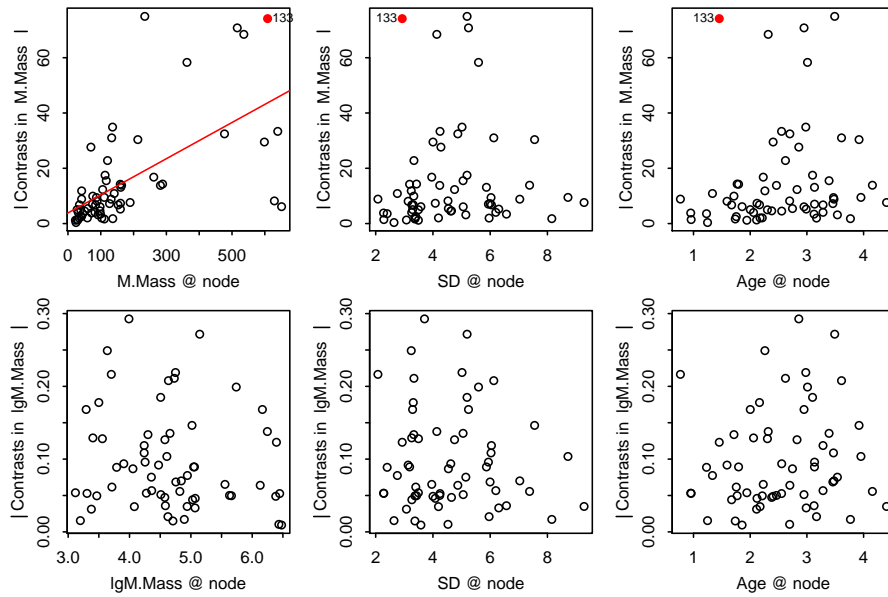 | Contrasts in M.Mass |
0 20 40 60
133
0 100 300 500
M.Mass @ node
| Contrasts in M.Mass |
0 20 40 60
133
2 4 6 8
SD @ node
| Contrasts in M.Mass |
0 20 40 60
133
1 2 3 4
Age @ node
| Contrasts in lgM.Mass |
0.00 0.10 0.20 0.30
3.0 4.0 5.0 6.0
lgM.Mass @ node
| Contrasts in lgM.Mass |
0.00 0.10 0.20 0.30
2 4 6 8
SD @ node
| Contrasts in lgM.Mass |
0.00 0.10 0.20 0.30
1 2 3 4
Age @ node